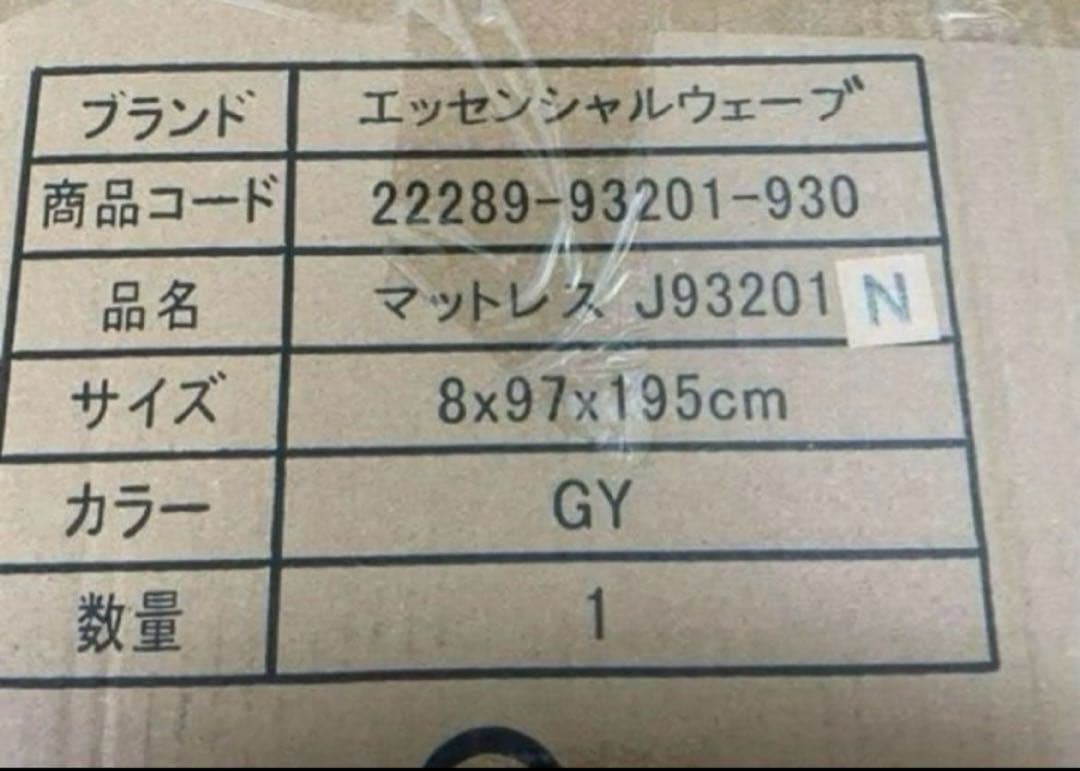 ブランド エッセンシャルウェーブ
商品コード 22289-93201-930
品名 マットレス J93201 N
サイズ 8x97x195cm
カラー GY
数量 1